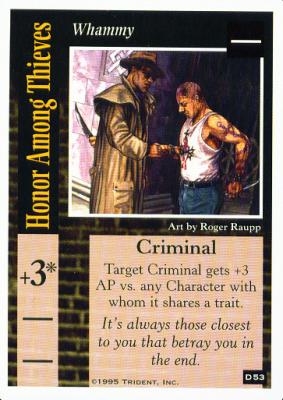 Whammy
Honor Among Thieves
Art by Roger Raupp
+3*
Criminal
Target Criminal gets +3
AP vs. any Character with
whom it shares a trait.
It's always those closest
to you that betray you in
the end.
©1995 TRIDENT, INC.
D53